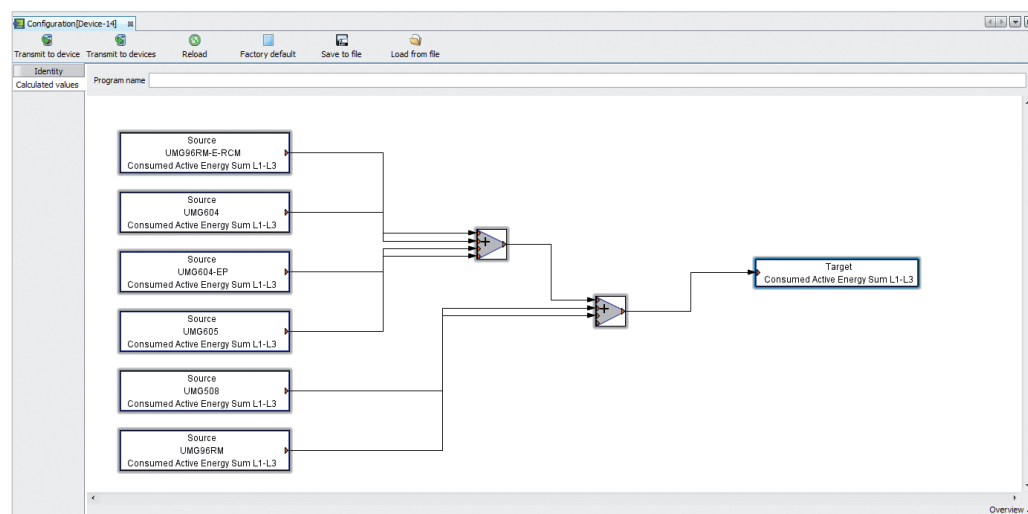 Configuration[Device-14]
Transmit to device Transmit to devices Reload Factory default Save to file Load from file
Identity
Calculated values
Program name
Source
UMG96RM-E-RCM
Consumed Active Energy Sum L1-L3
Source
UMG604
Consumed Active Energy Sum L1-L3
Source
UMG604-EP
Consumed Active Energy Sum L1-L3
Source
UMG605
Consumed Active Energy Sum L1-L3
Source
UMG508
Consumed Active Energy Sum L1-L3
Source
UMG96RM
Consumed Active Energy Sum L1-L3
+
+
Target
Consumed Active Energy Sum L1-L3
Overview